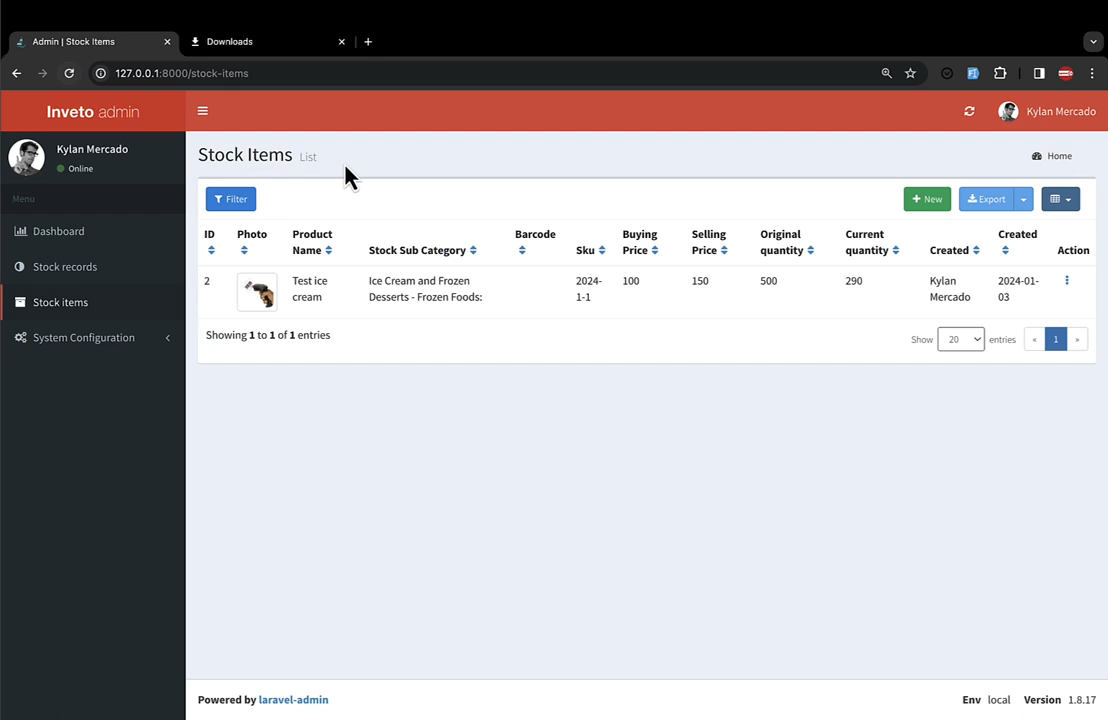 Admin | Stock Items
Downloads
127.0.0.1:8000/stock-items
Inveto admin
Kylan Mercado
Kylan Mercado
Online
Stock Items List
Home
Menu
Filter
New
Export
Dashboard
Stock records
Stock items
System Configuration
ID Photo Product Name Stock Sub Category Barcode Sku Buying Price Selling Price Original quantity Current quantity Created Created Action
2 Test ice cream Ice Cream and Frozen Desserts - Frozen Foods: 2024-1-1 100 150 500 290 Kylan Mercado 2024-01-03
Showing 1 to 1 of 1 entries
Show 20 entries « 1 »
Powered by laravel-admin
Env local Version 1.8.17